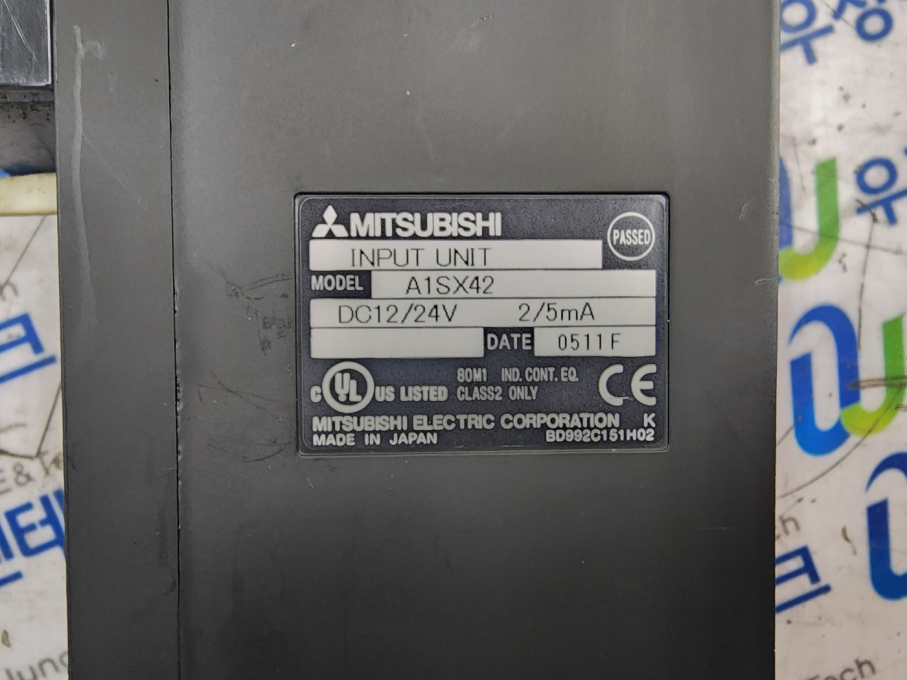 MITSUBISHI
PASSED
INPUT UNIT
MODEL A1SX42
DC12/24V 2/5mA
DATE 0511F
C UL US LISTED 80M1 IND. CONT. EQ. CLASS2 ONLY CE
MITSUBISHI ELECTRIC CORPORATION K
MADE IN JAPAN BD992C151H02